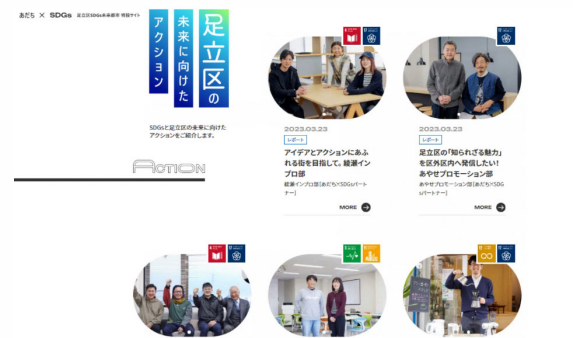 あだち × SDGs 足立区SDGs未来都市 特設サイト
足立区の
未来に向けた
アクション
SDGsと足立区の未来に向けた
アクションをご紹介します。
ACTION
2023.03.23
レポート
アイデアとアクションにあふ
れる街を目指して。綾瀬イン
プロ部
綾瀬インプロ部[あだちSDGsパート
ナー]
MORE
2023.03.23
レポート
足立区の「知られざる魅力」
を区外区内へ発信したい!
あやせプロモーション部
あやせプロモーション部[あだちSDG
sパートナー]
MORE